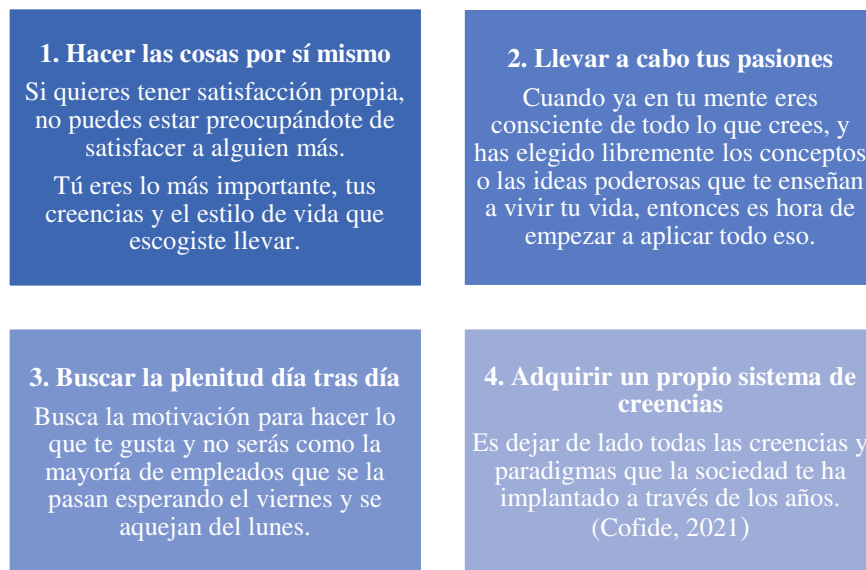 1. Hacer las cosas por sí mismo
Si quieres tener satisfacción propia,
no puedes estar preocupándote de
satisfacer a alguien más.
Tú eres lo más importante, tus
creencias y el estilo de vida que
escogiste llevar.
2. Llevar a cabo tus pasiones
Cuando ya en tu mente eres
consciente de todo lo que crees, y
has elegido libremente los conceptos
o las ideas poderosas que te enseñan
a vivir tu vida, entonces es hora de
empezar a aplicar todo eso.
3. Buscar la plenitud día tras día
Busca la motivación para hacer lo
que te gusta y no serás como la
mayoría de empleados que se la
pasan esperando el viernes y se
aquejan del lunes.
4. Adquirir un propio sistema de
creencias
Es dejar de lado todas las creencias y
paradigmas que la sociedad te ha
implantado a través de los años.
(Cofide, 2021)